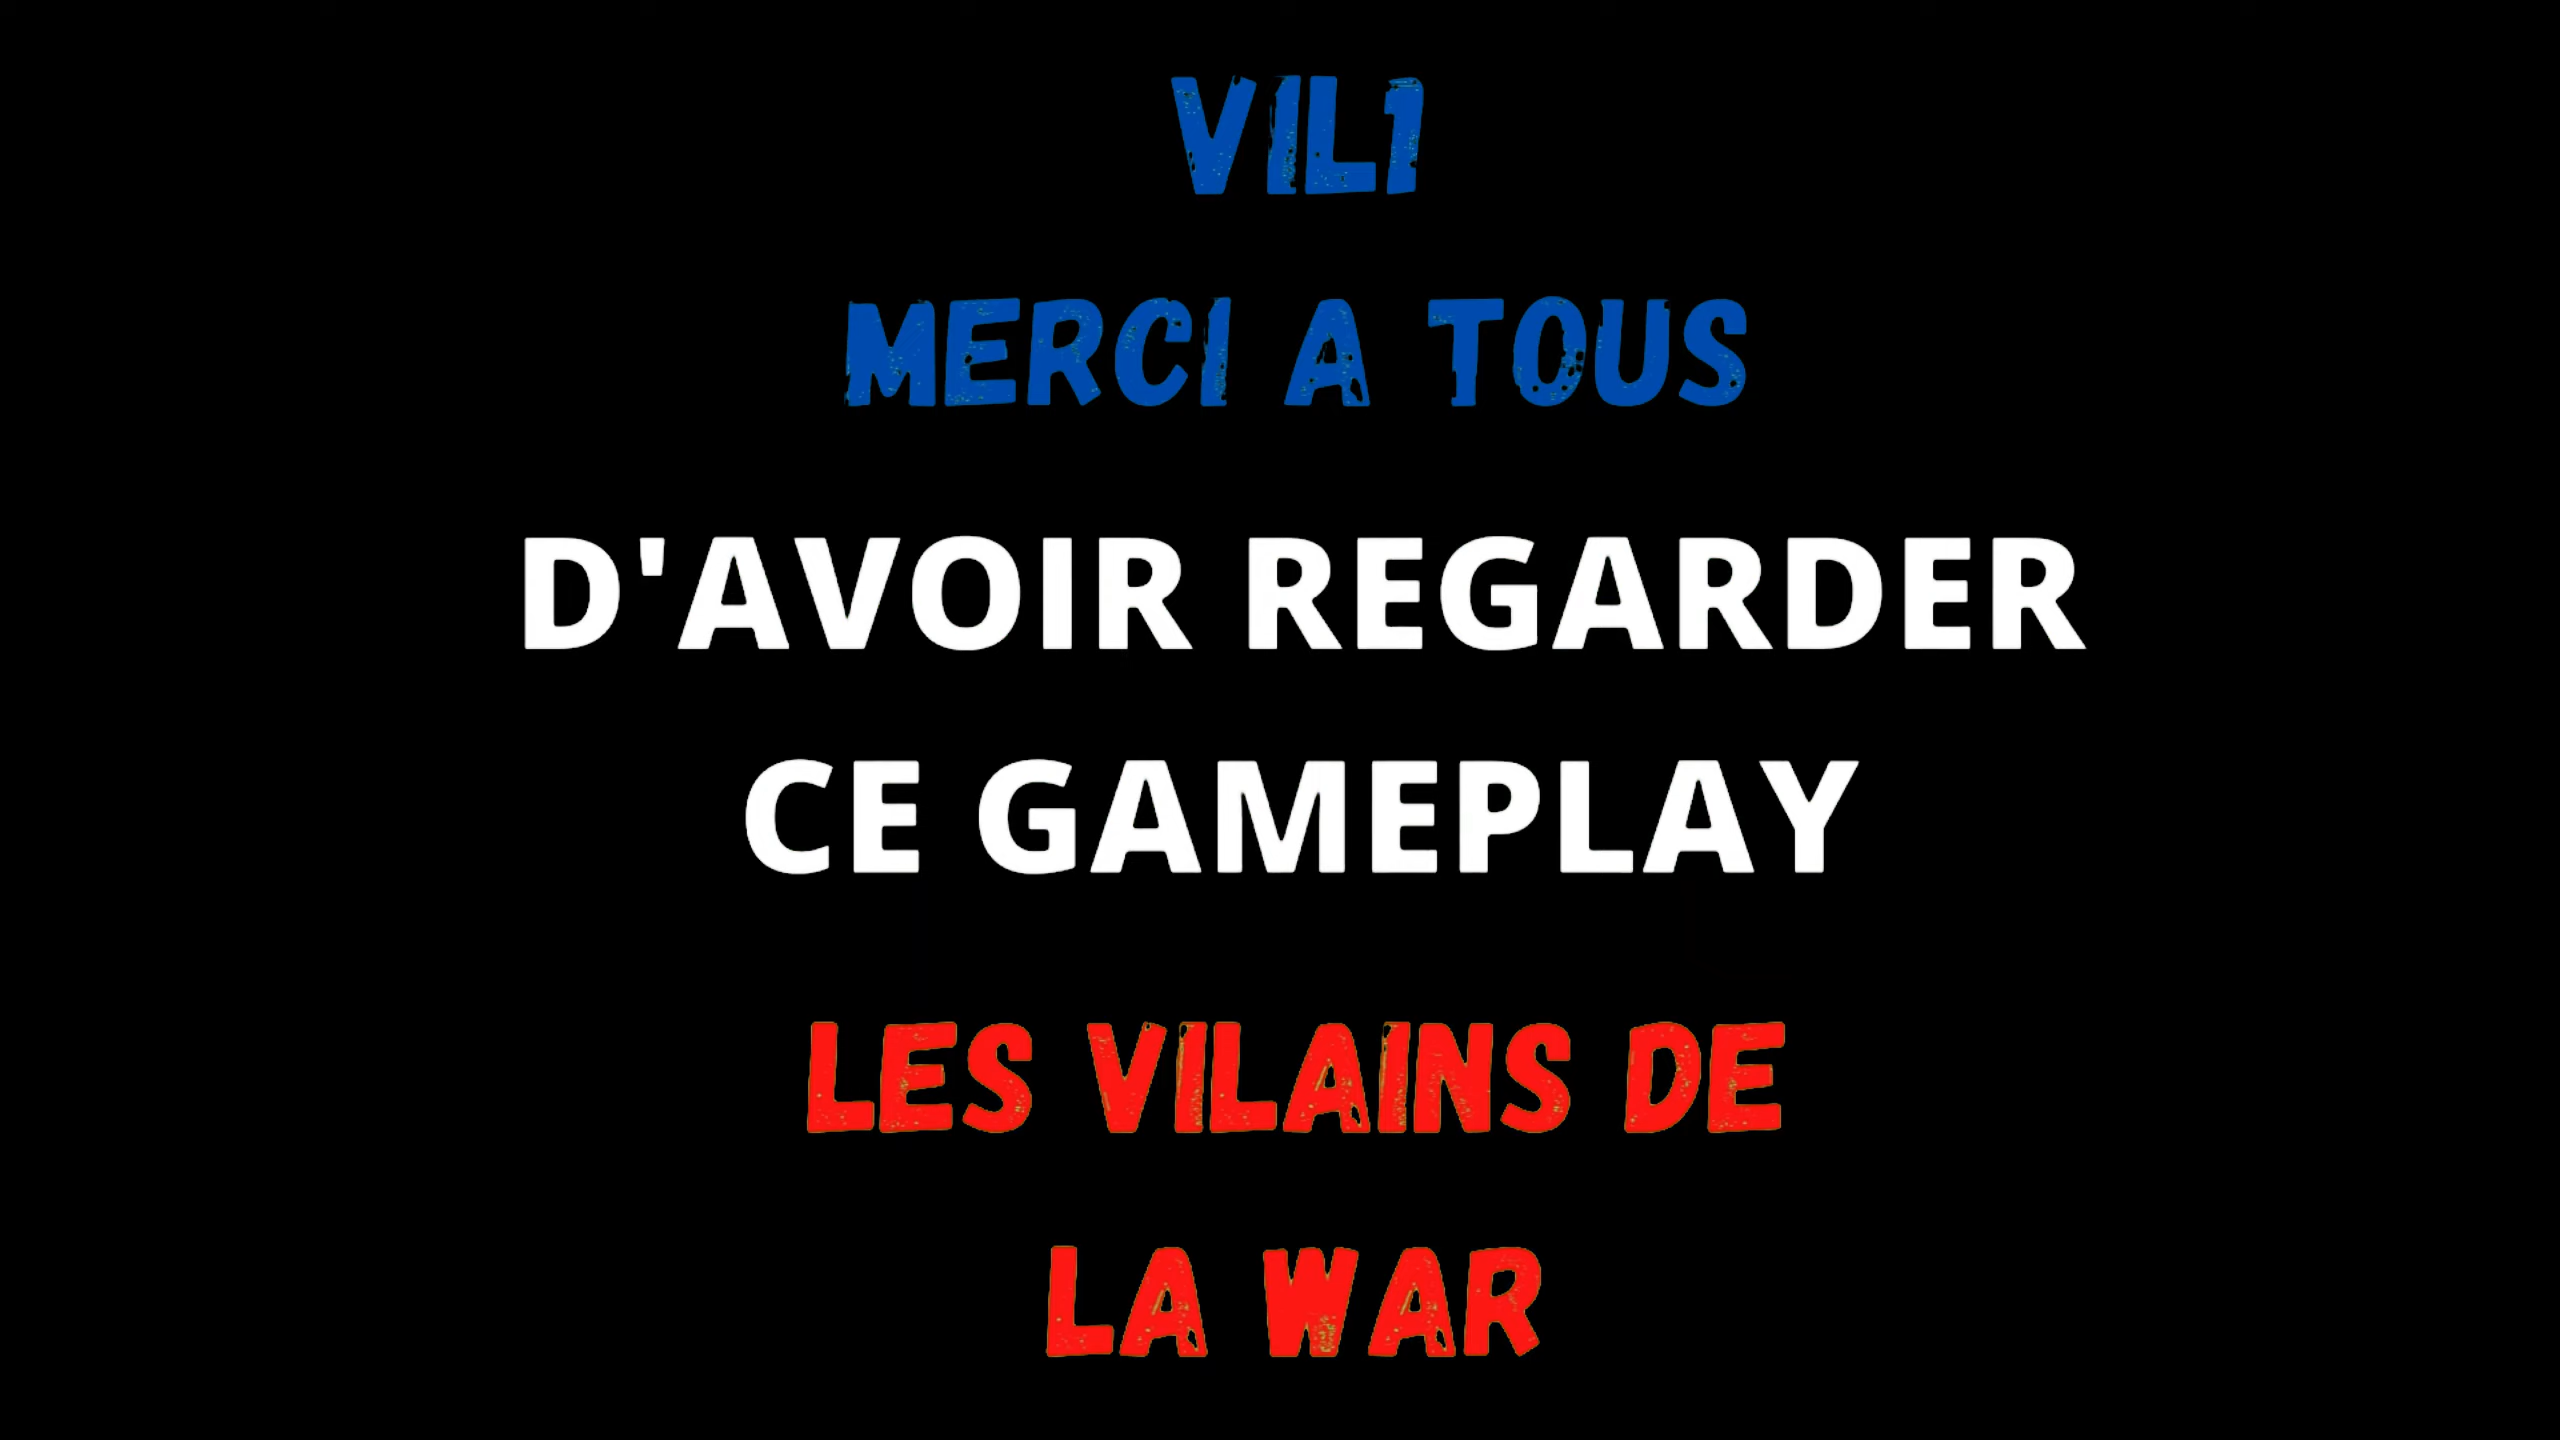 VIL1
MERCI A TOUS
D'AVOIR REGARDER
CE GAMEPLAY
LES VILAINS DE
LA WAR